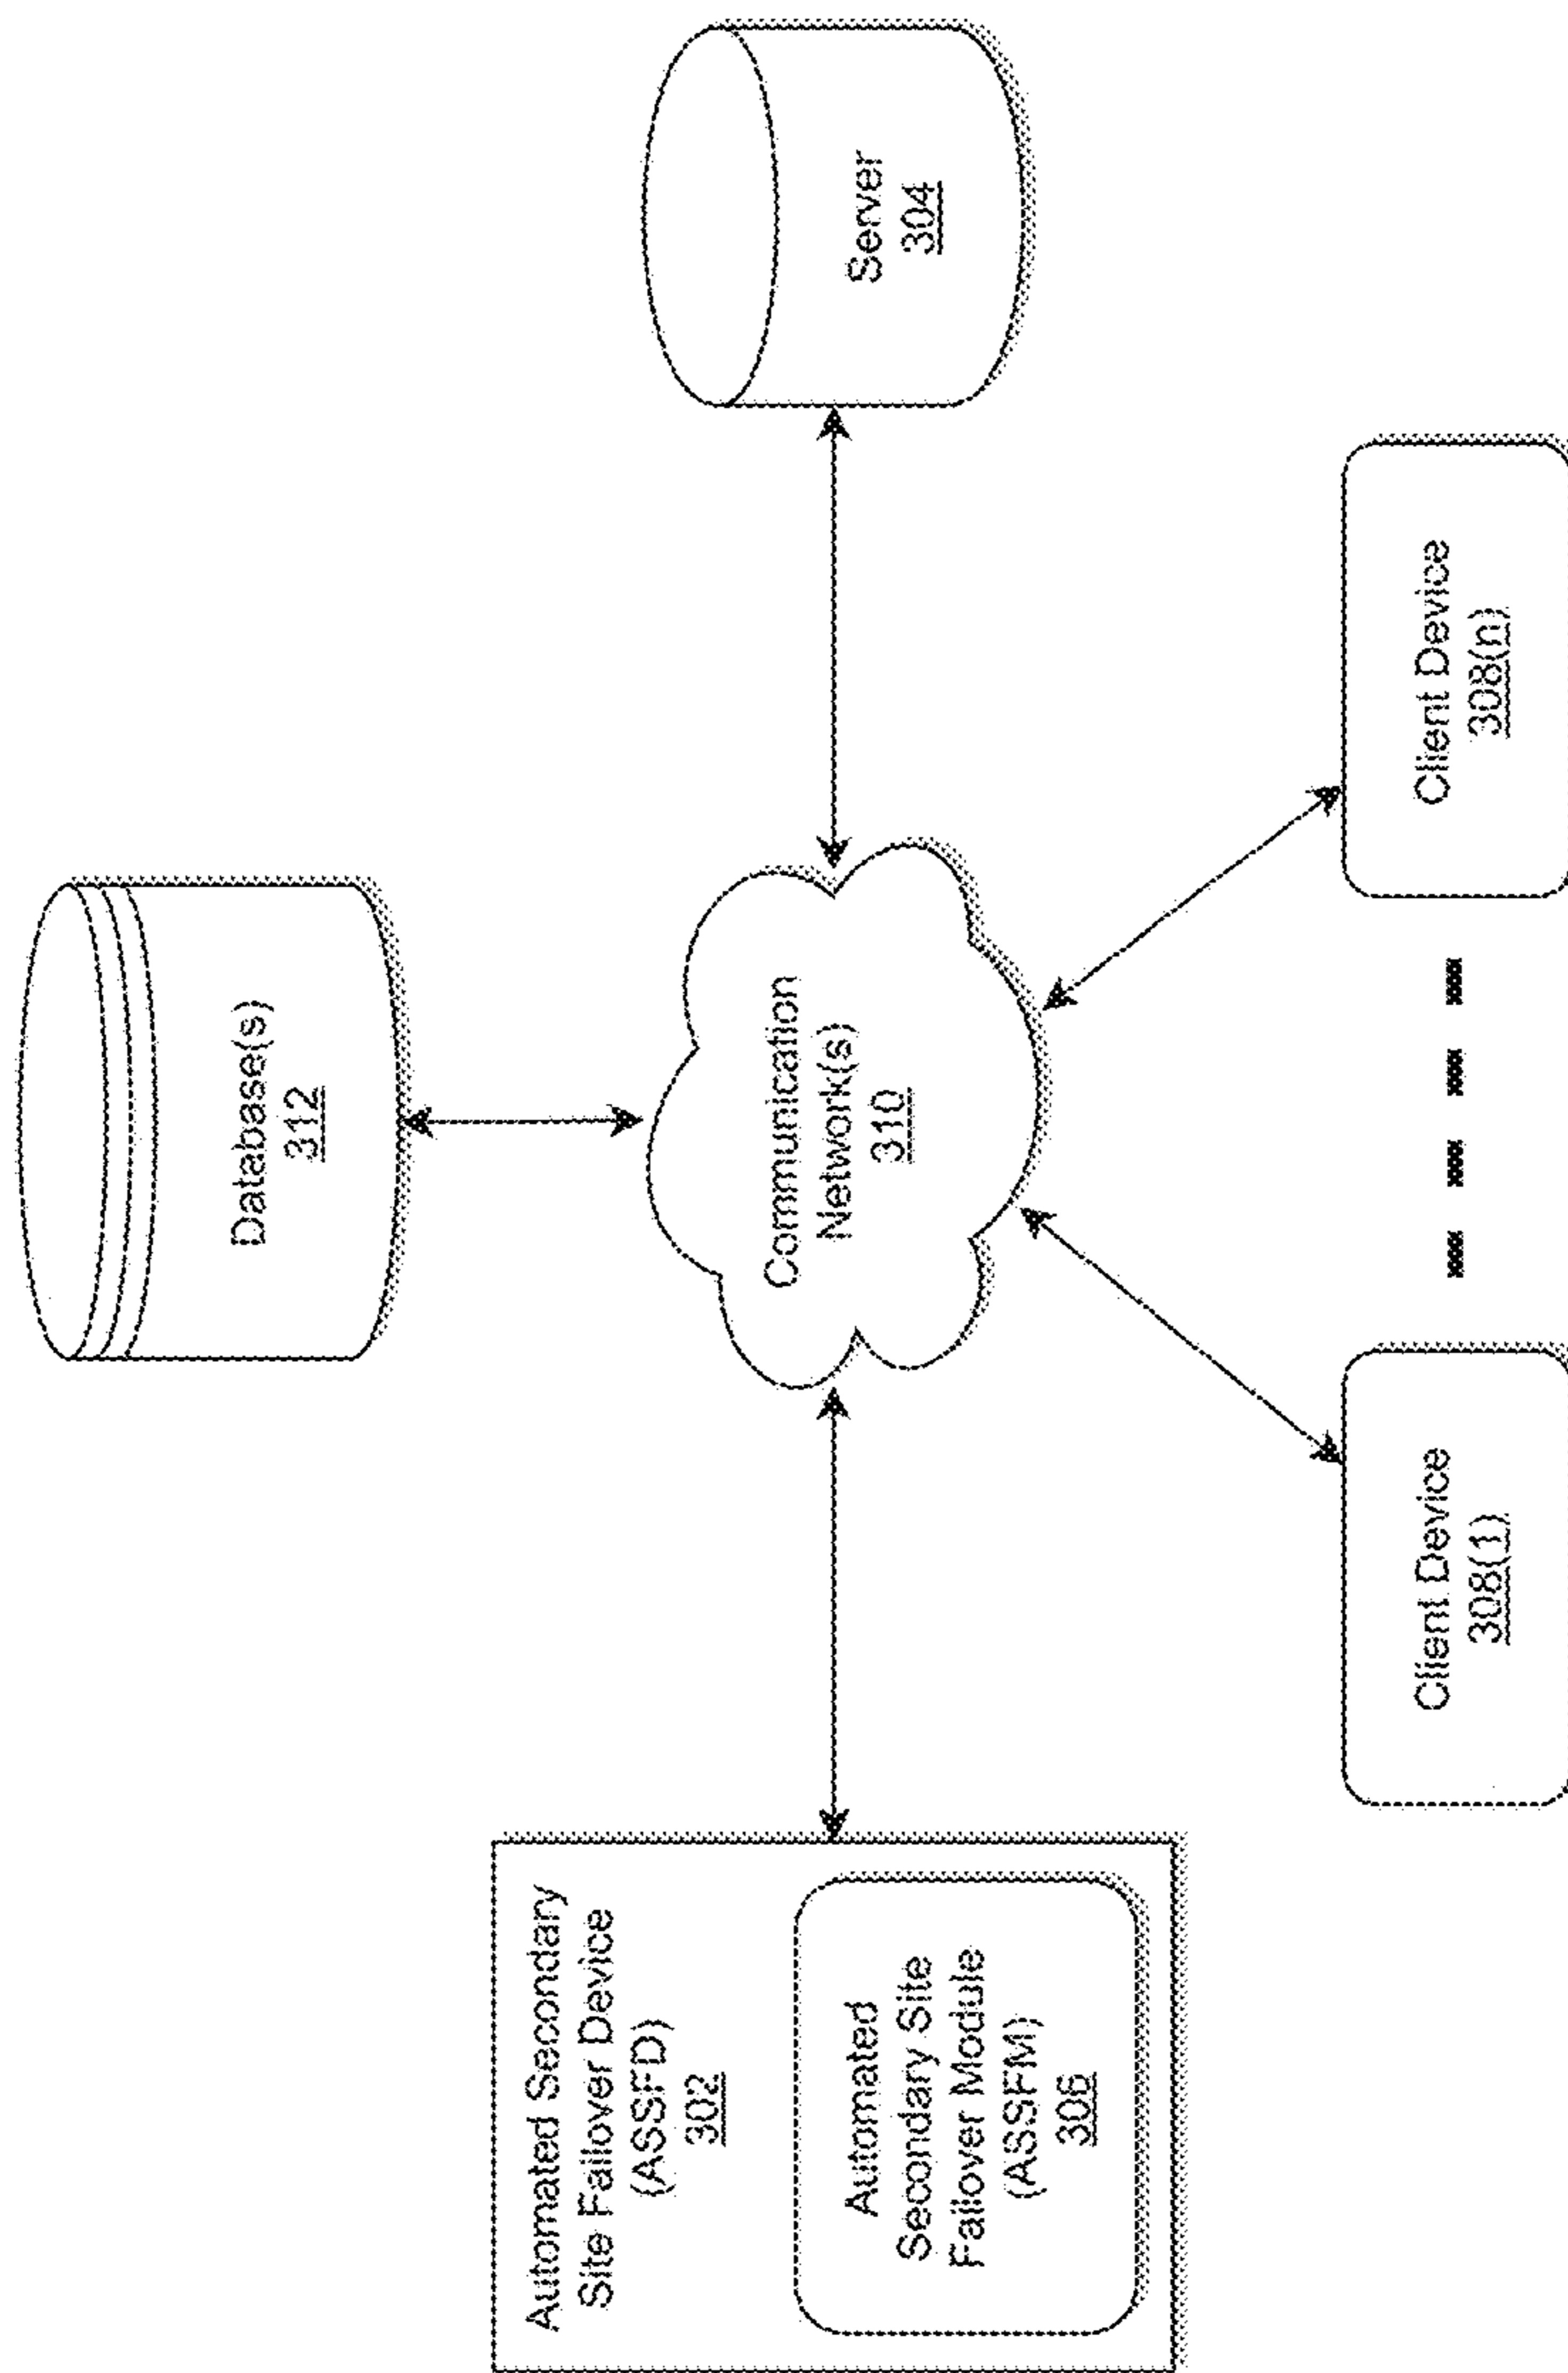 Database(s)
312
Automated Secondary
Site Failover Device
(ASSFD)
302
Automated
Secondary Site
Failover Module
(ASSFM)
306
Communication
Network(s)
310
Server
304
Client Device
308(1)
Client Device
308(n)